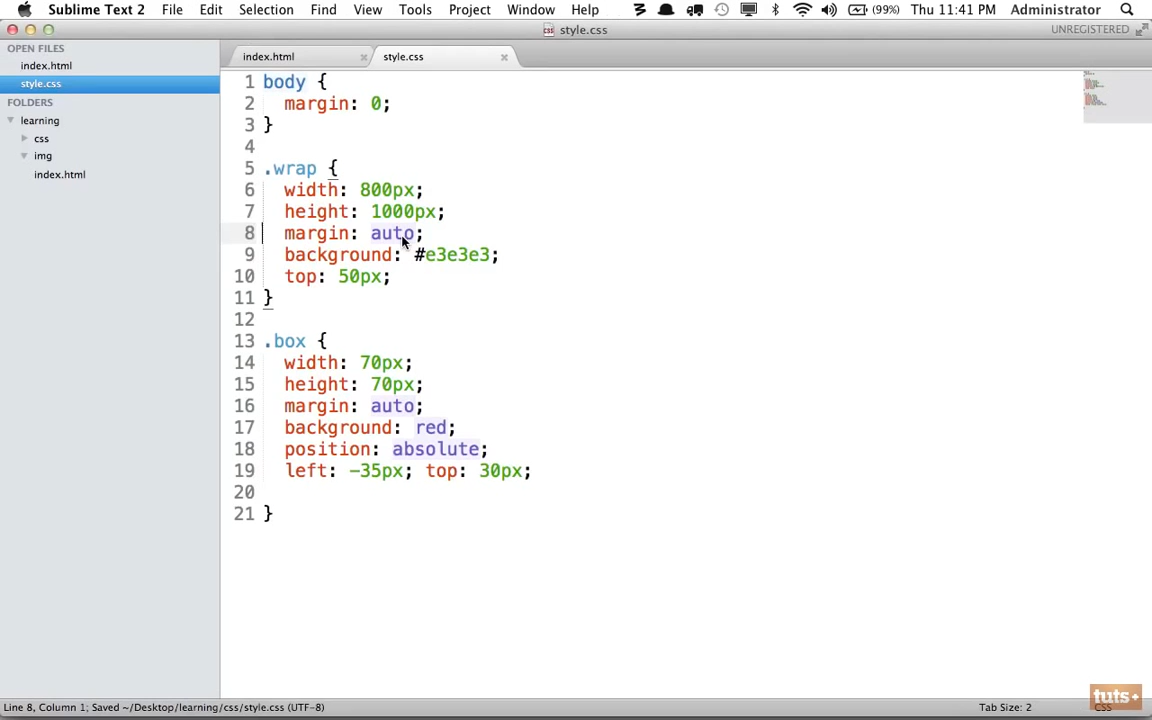 Sublime Text 2 File Edit Selection Find View Tools Project Window Help (99%) Thu 11:41 PM Administrator
style.css UNREGISTERED
OPEN FILES
index.html
style.css
FOLDERS
learning
css
img
index.html
index.html × style.css ×
1 body {
2 margin: 0;
3 }
4
5 .wrap {
6 width: 800px;
7 height: 1000px;
8 margin: auto;
9 background: #e3e3e3;
10 top: 50px;
11 }
12
13 .box {
14 width: 70px;
15 height: 70px;
16 margin: auto;
17 background: red;
18 position: absolute;
19 left: -35px; top: 30px;
20
21 }
Line 8, Column 1; Saved ~/Desktop/learning/css/style.css (UTF-8) Tab Size: 2 CSS
tuts+